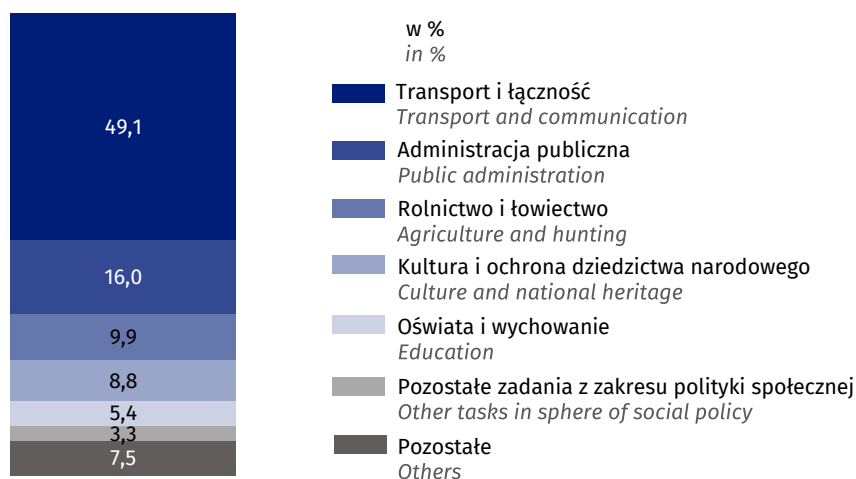 w %
in %
49,1
16,0
9,9
8,8
5,4
3,3
7,5
Transport i łączność
Transport and communication
Administracja publiczna
Public administration
Rolnictwo i łowiectwo
Agriculture and hunting
Kultura i ochrona dziedzictwa narodowego
Culture and national heritage
Oświata i wychowanie
Education
Pozostałe zadania z zakresu polityki społecznej
Other tasks in sphere of social policy
Pozostałe
Others